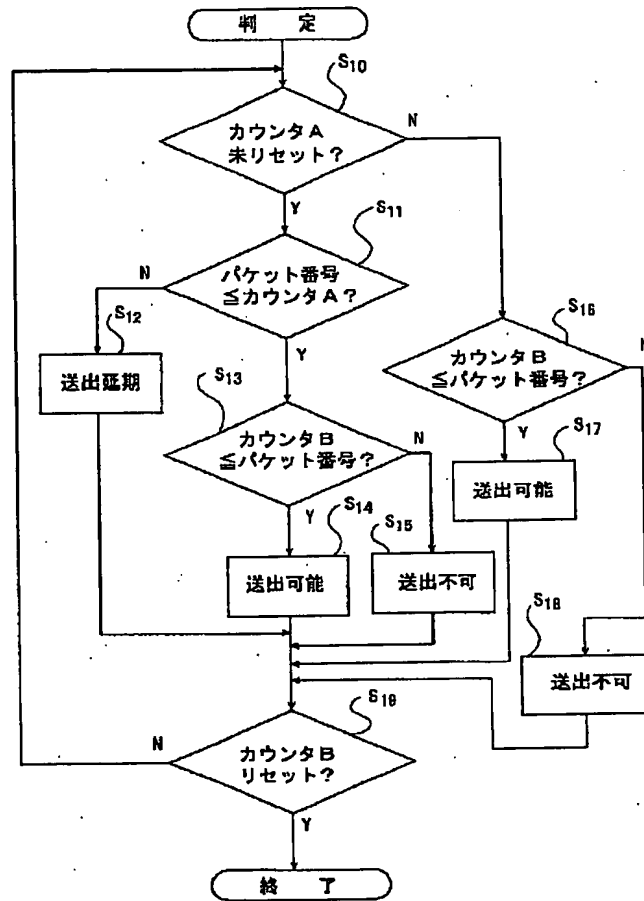 判 定
S10
カウンタA
未リセット?
N
Y
S11
パケット番号
≦カウンタA?
N
Y
S12
送出延期
S13
カウンタB
≦パケット番号?
N
Y
S14
送出可能
S15
送出不可
S16
カウンタB
≦パケット番号?
N
Y
S17
送出可能
S18
送出不可
S19
カウンタB
リセット?
N
Y
終 了